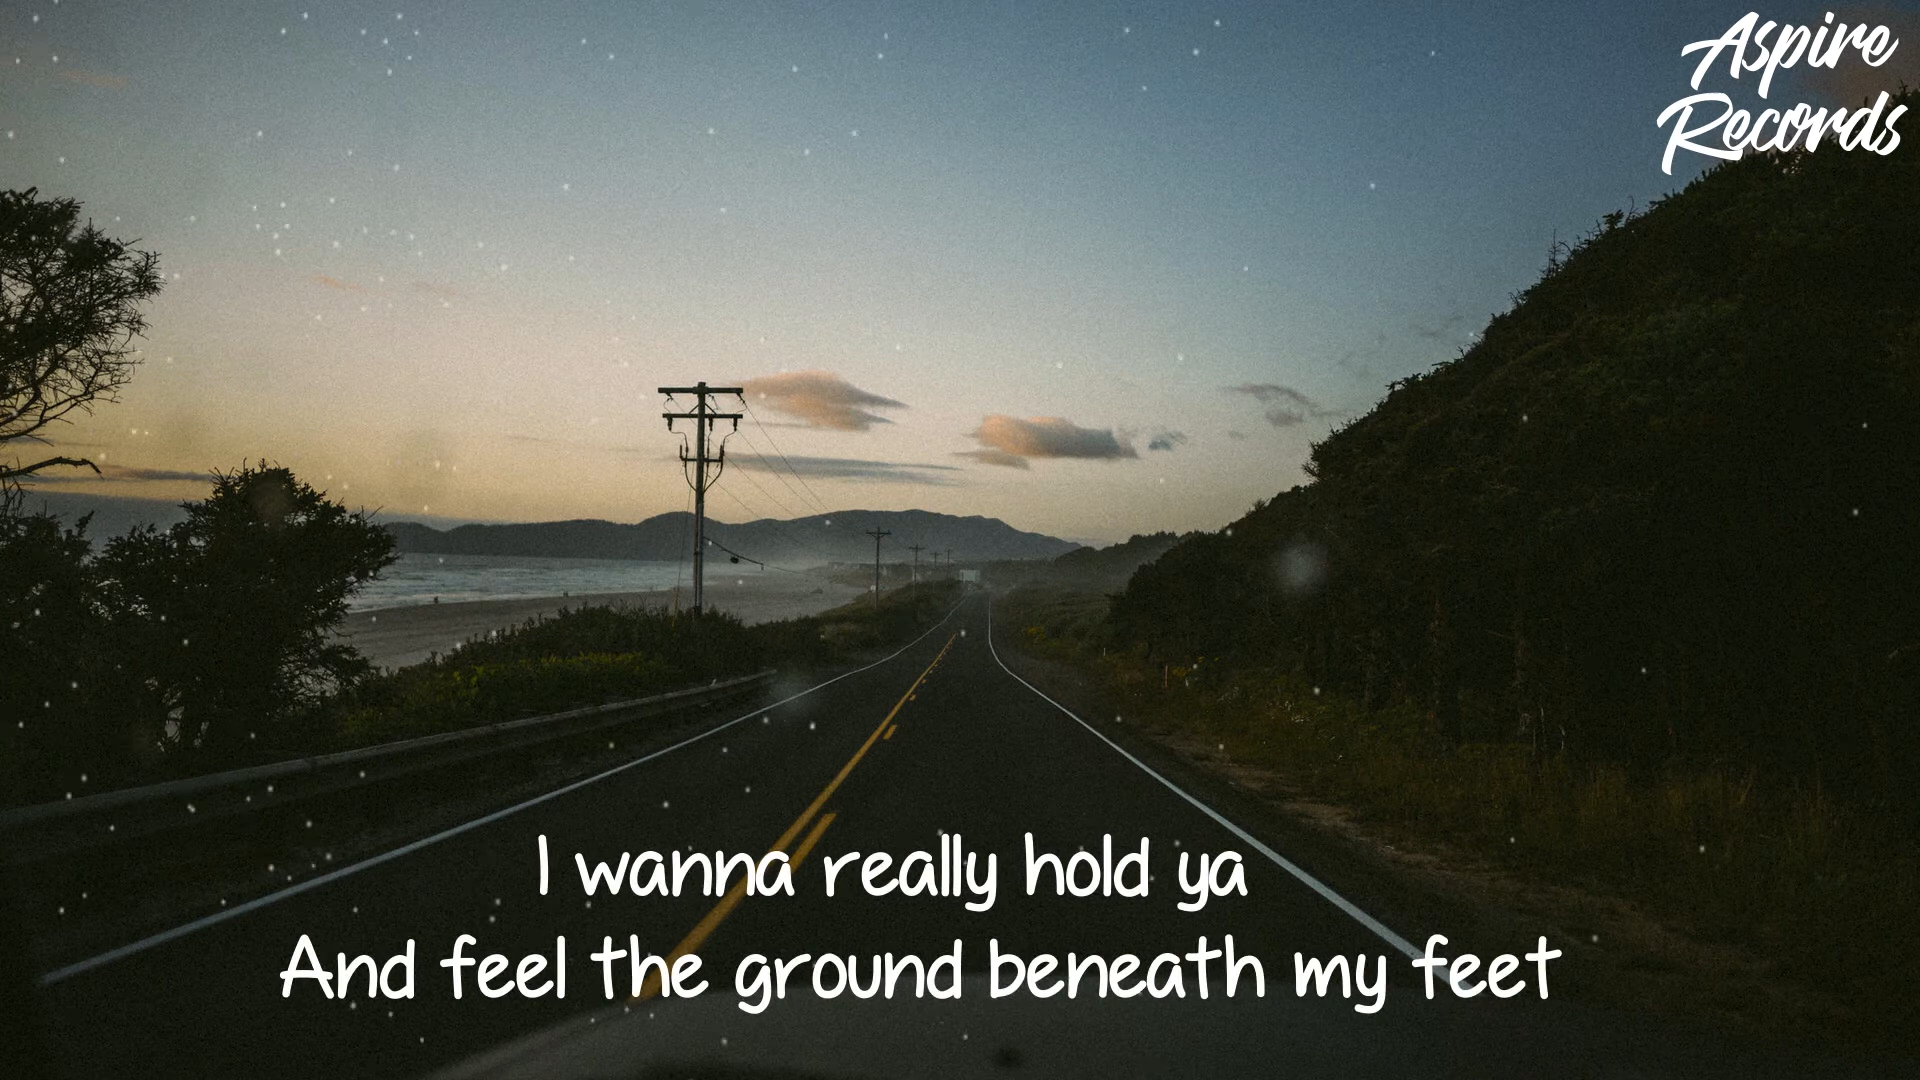 Aspire
Records
I wanna really hold ya
And feel the ground beneath my feet